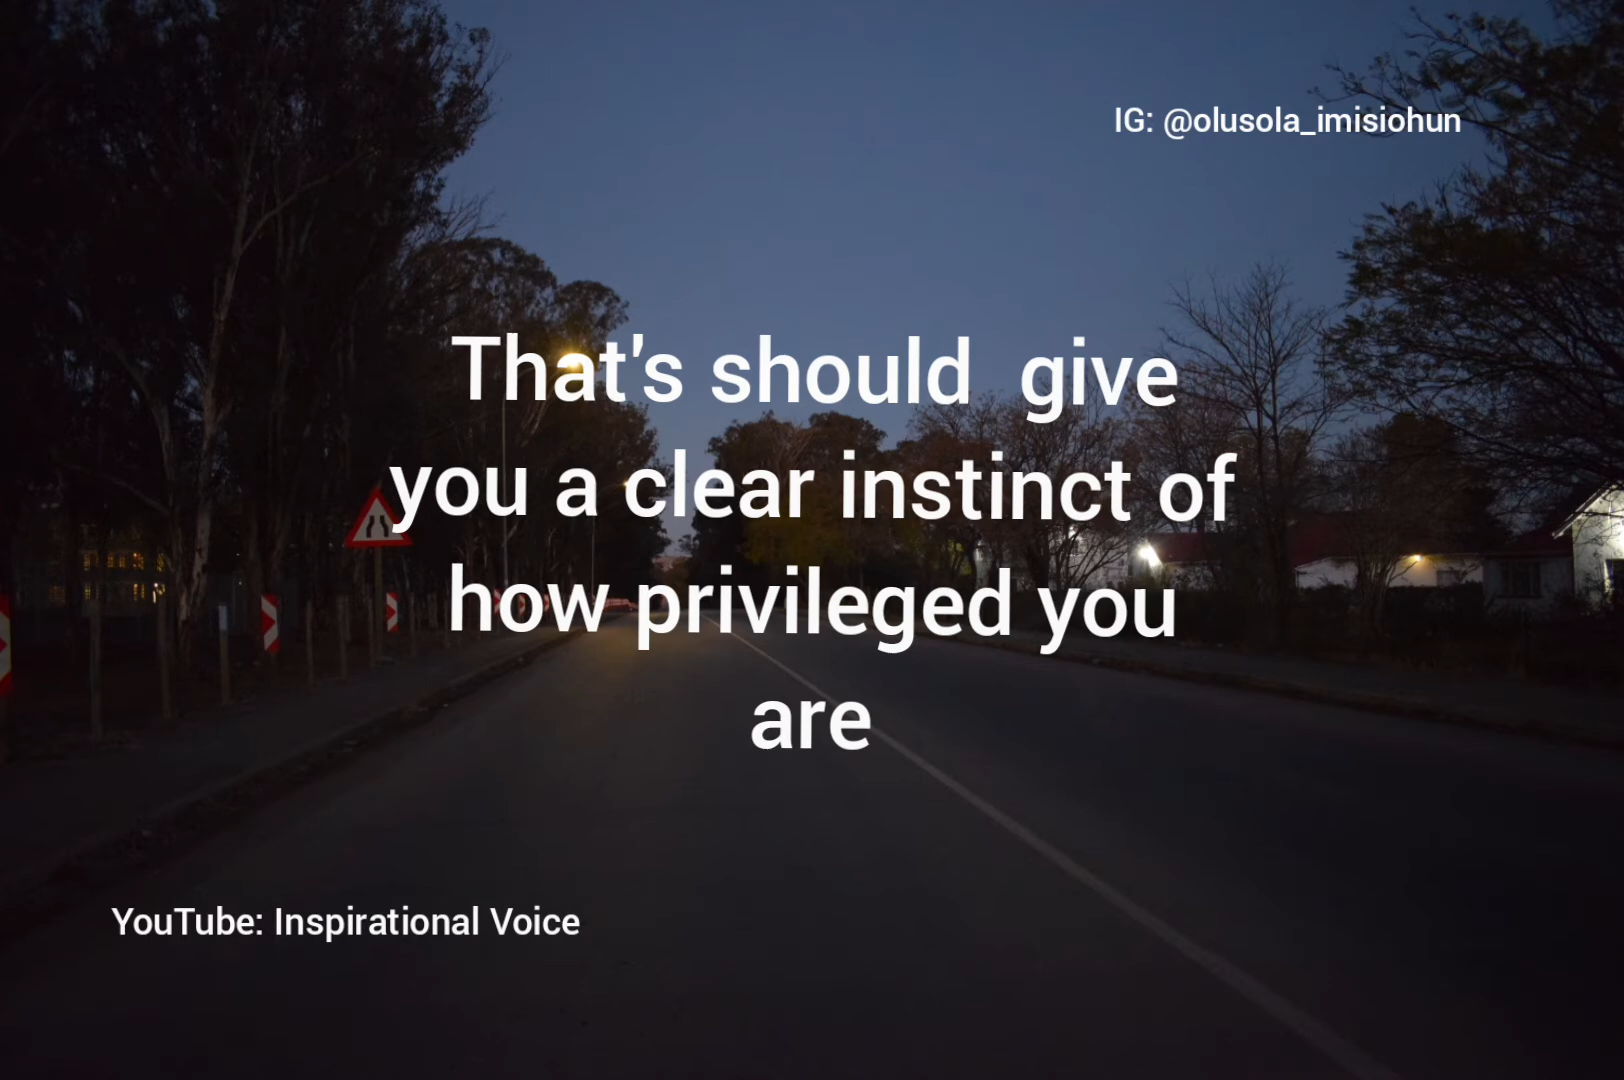 IG: @olusola_imisiohun
That's should  give
you a clear instinct of
how privileged you
are
YouTube: Inspirational Voice